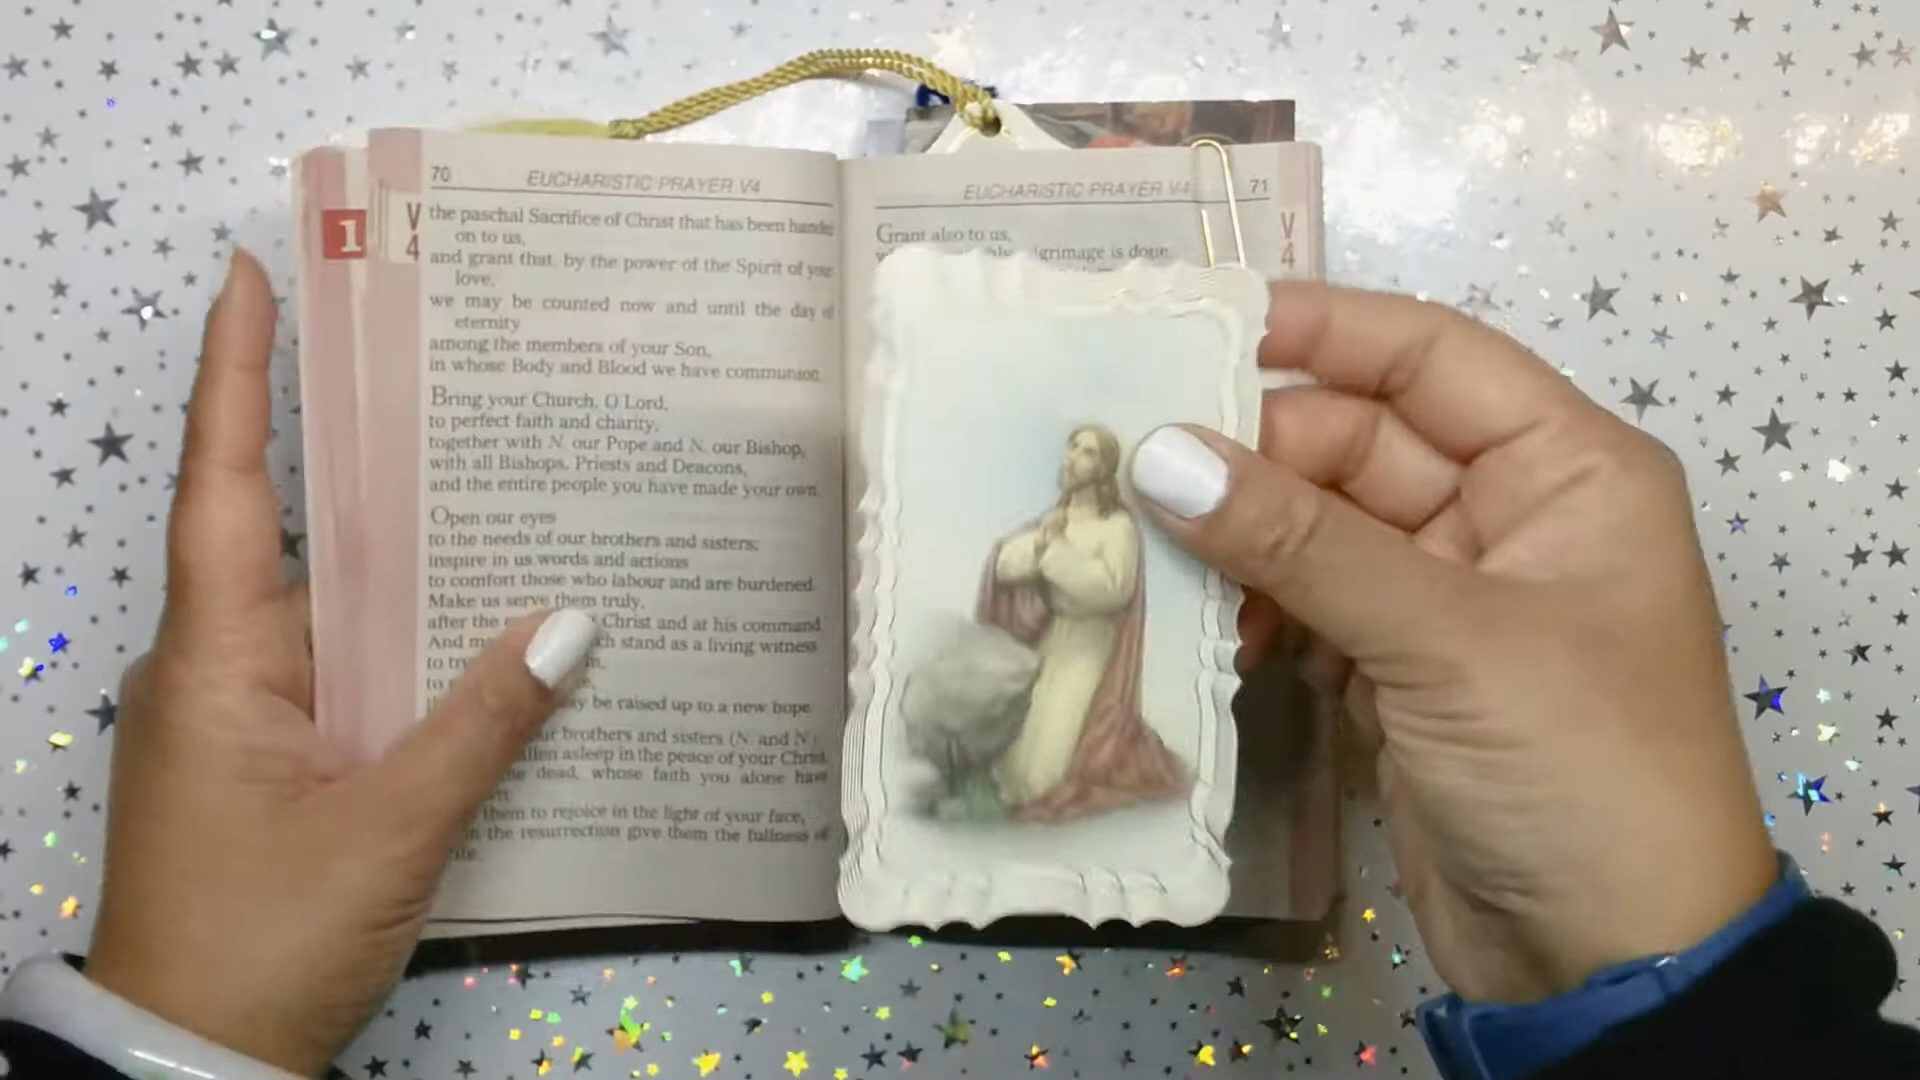 70 EUCHARISTIC PRAYER V4
1
V
4
the paschal Sacrifice of Christ that has been handed
on to us,
and grant that, by the power of the Spirit of your
love,
we may be counted now and until the day of
eternity
among the members of your Son,
in whose Body and Blood we have communion.
Bring your Church, O Lord,
to perfect faith and charity,
together with N. our Pope and N. our Bishop,
with all Bishops, Priests and Deacons,
and the entire people you have made your own.
Open our eyes
to the needs of our brothers and sisters;
inspire in us words and actions
to comfort those who labour and are burdened.
Make us serve them truly,
after the Christ and at his command.
And stand as a living witness
to
to
be raised up to a new hope
brothers and sisters (N. and N.)
asleep in the peace of your Christ,
dead, whose faith you alone have
them to rejoice in the light of your face,
in the resurrection give them the fullness of
life.
EUCHARISTIC PRAYER V4 71
V
4
Grant also to us,
is done,